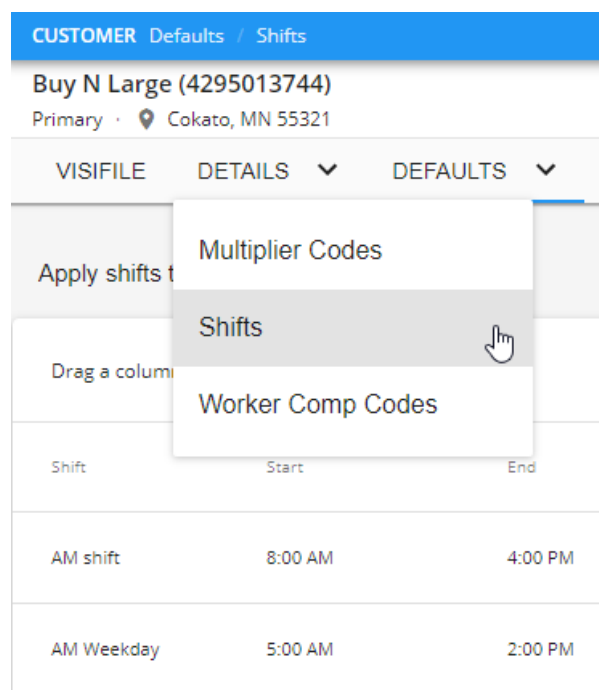 CUSTOMER Defaults / Shifts
Buy N Large (4295013744)
Primary · Cokato, MN 55321
VISIFILE DETAILS DEFAULTS
Multiplier Codes
Apply shifts
Shifts
Drag a
Worker Comp Codes
Shift Start End
AM shift 8:00 AM 4:00 PM
AM Weekday 5:00 AM 2:00 PM